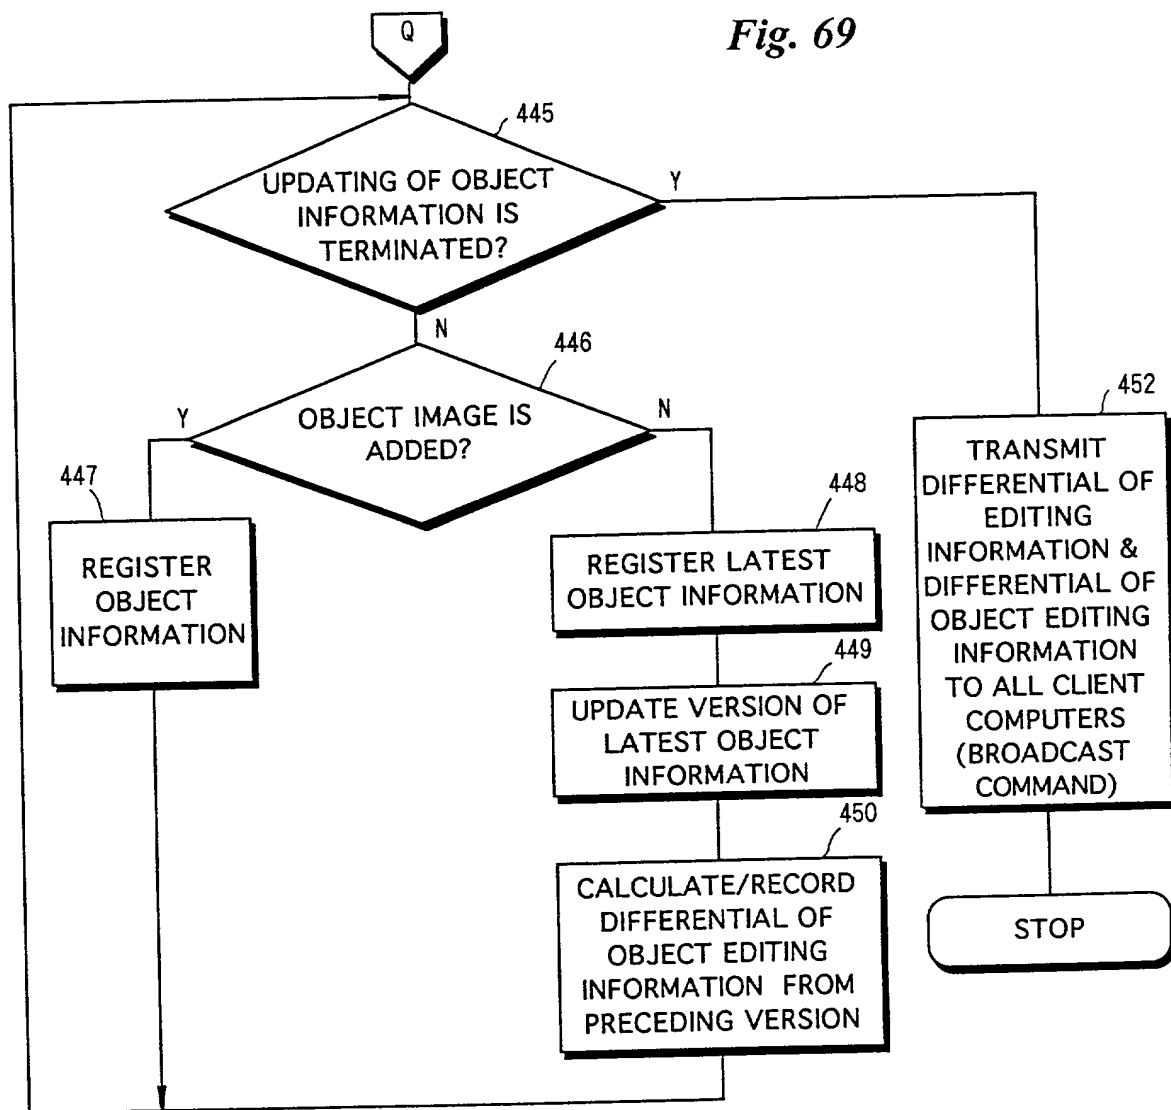 Fig. 69
Q
445
UPDATING OF OBJECT
INFORMATION IS
TERMINATED?
Y
N
446
OBJECT IMAGE IS
ADDED?
Y
N
447
REGISTER
OBJECT
INFORMATION
448
REGISTER LATEST
OBJECT INFORMATION
449
UPDATE VERSION OF
LATEST OBJECT
INFORMATION
450
CALCULATE/RECORD
DIFFERENTIAL OF
OBJECT EDITING
INFORMATION FROM
PRECEDING VERSION
452
TRANSMIT
DIFFERENTIAL OF
EDITING
INFORMATION &
DIFFERENTIAL OF
OBJECT EDITING
INFORMATION
TO ALL CLIENT
COMPUTERS
(BROADCAST
COMMAND)
STOP